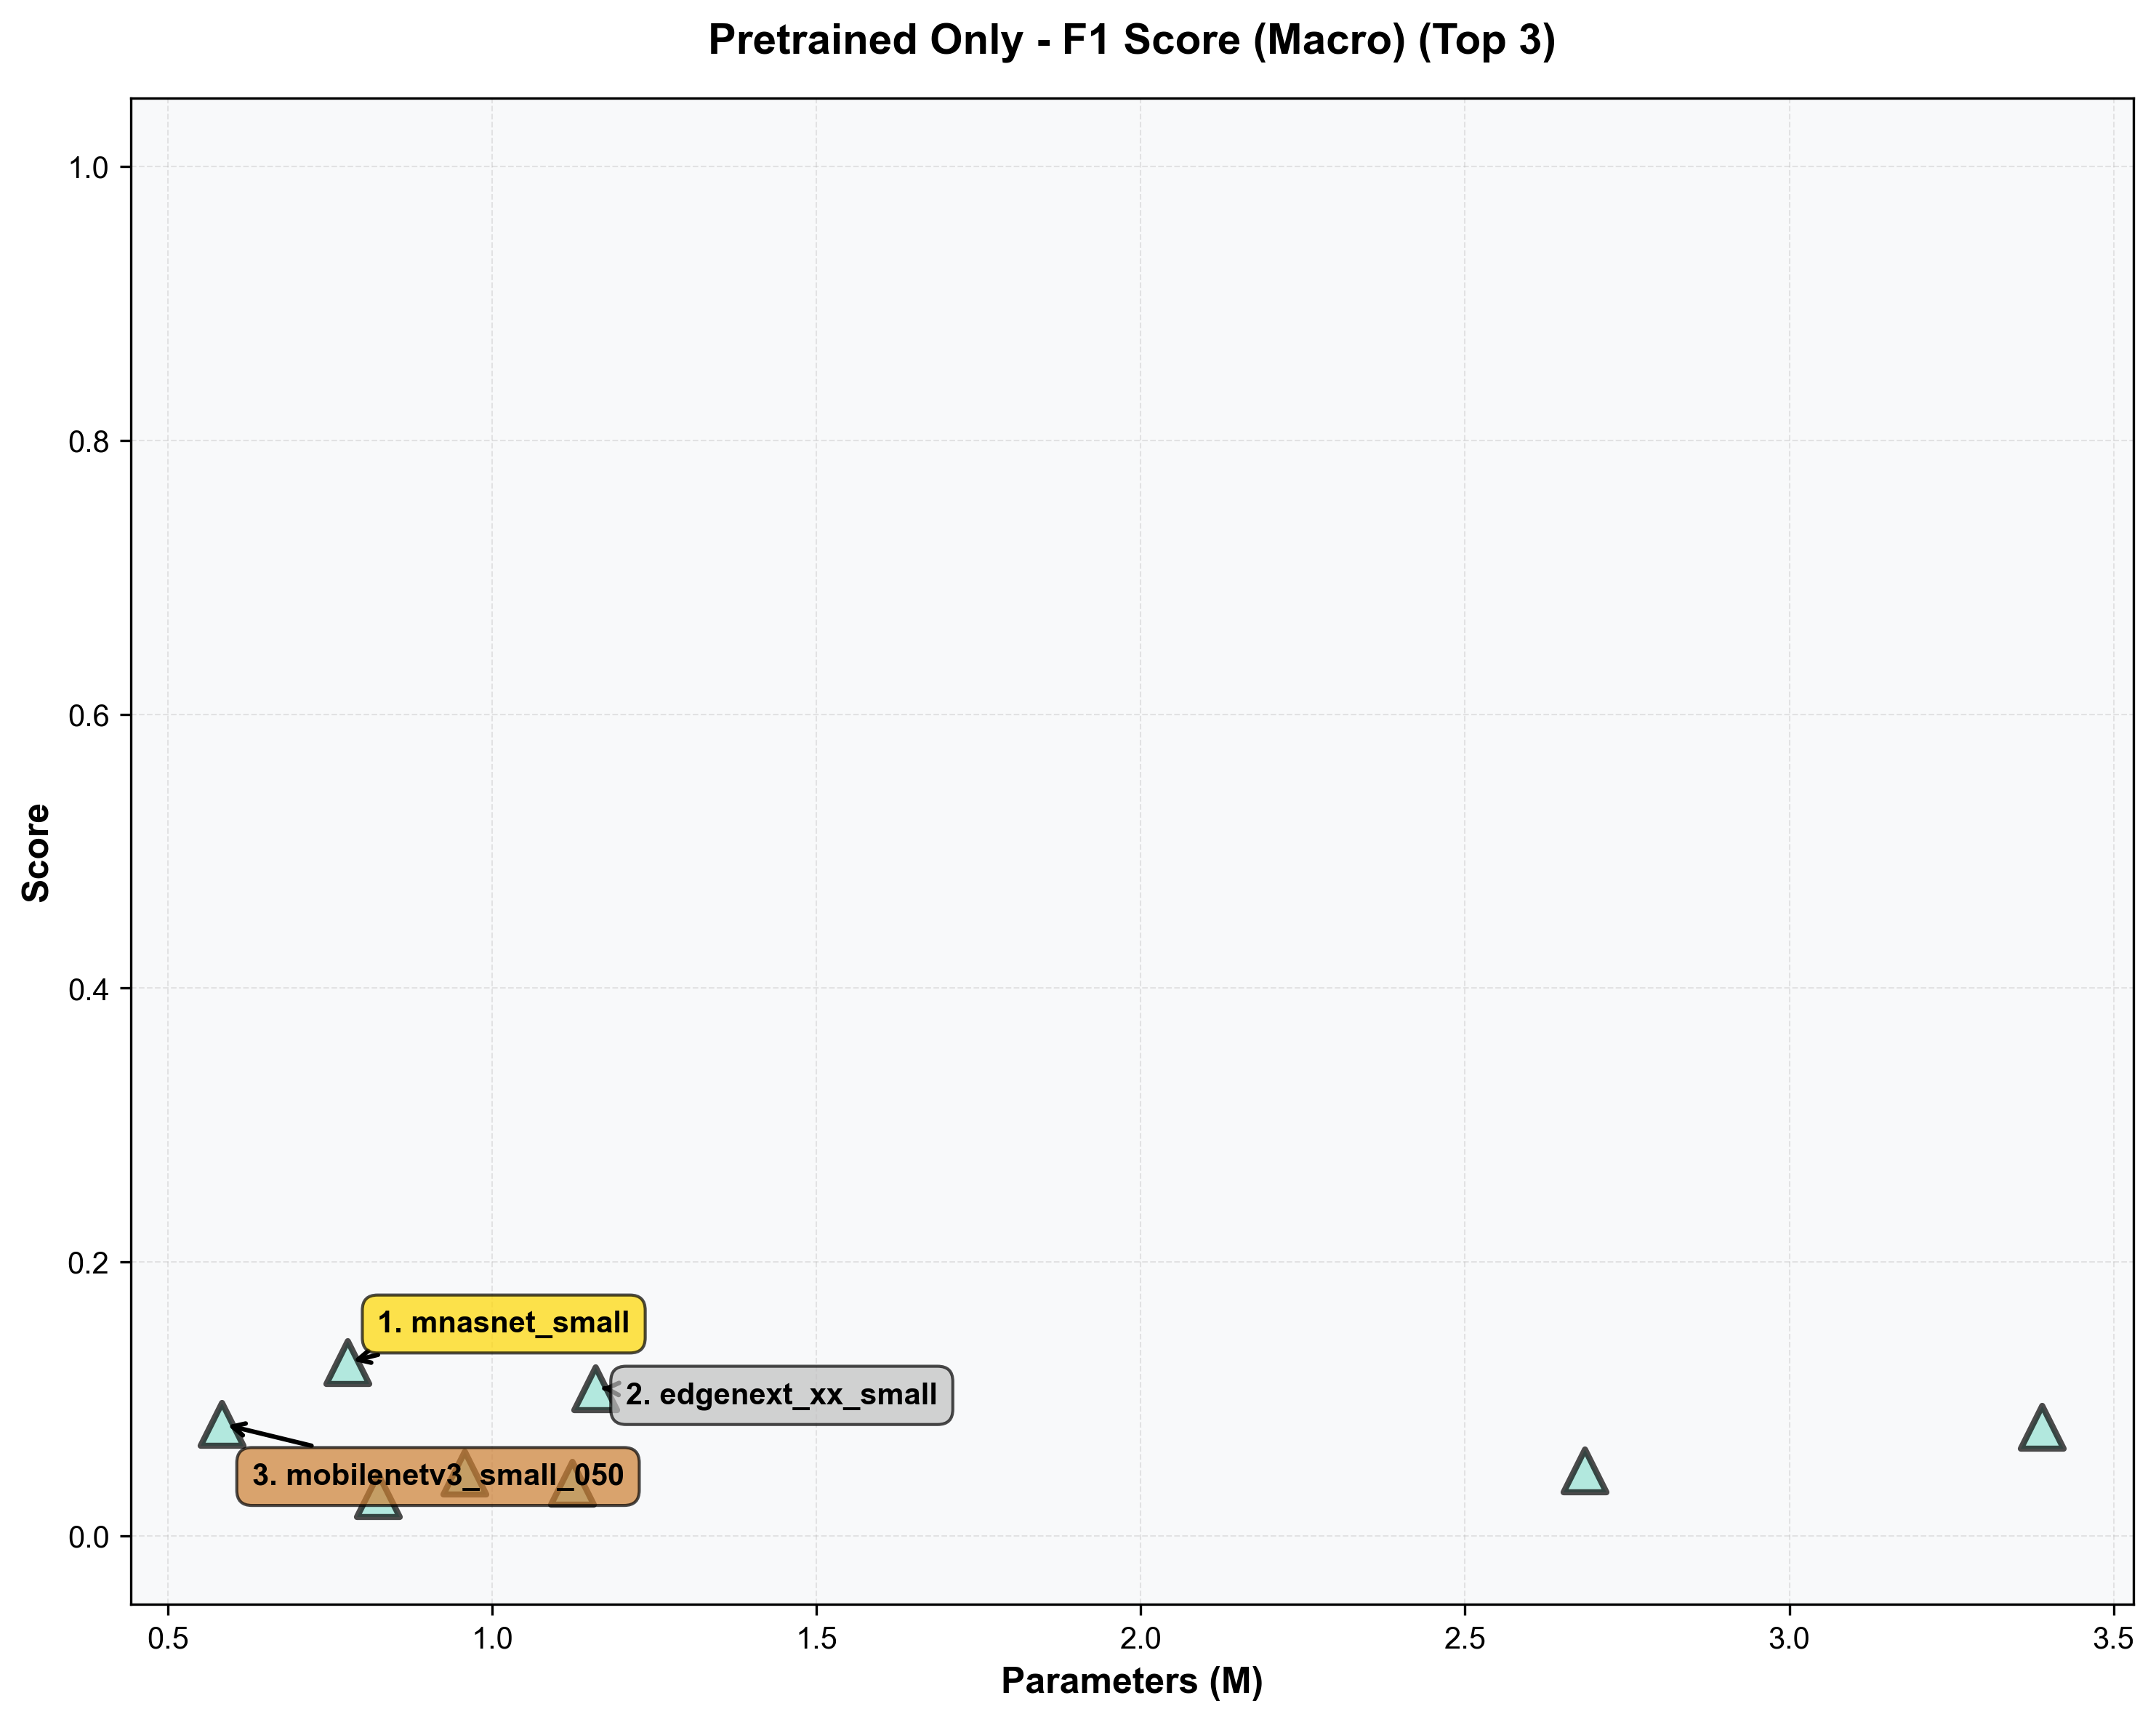 Pretrained Only - F1 Score (Macro) (Top 3)
Score
1.0
0.8
0.6
0.4
0.2
0.0
1. mnasnet_small
2. edgenext_xx_small
3. mobilenetv3_small_050
0.5 1.0 1.5 2.0 2.5 3.0 3.5
Parameters (M)